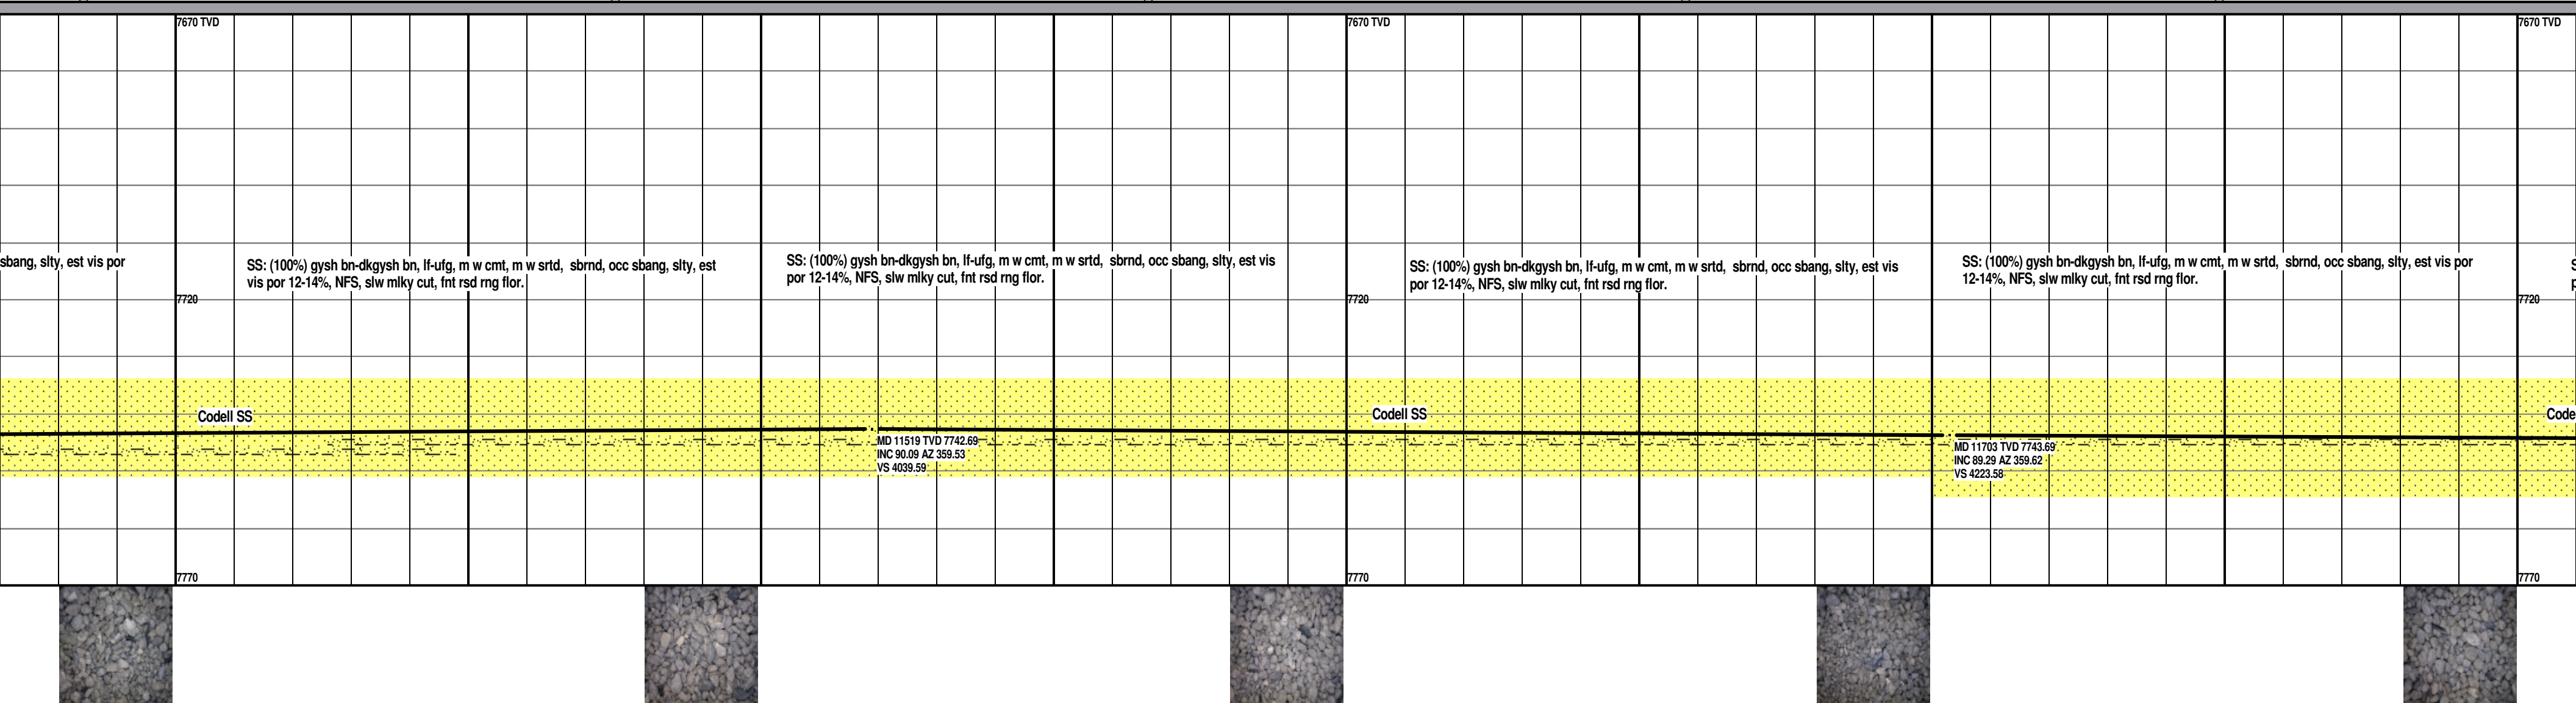 7670 TVD
7670 TVD
7670 TVD
sbang, slty, est vis por
SS: (100%) gysh bn-dkgysh bn, lf-ufg, m w cmt, m w srtd, sbrnd, occ sbang, slty, est
vis por 12-14%, NFS, slw mlky cut, fnt rsd rng flor.
SS: (100%) gysh bn-dkgysh bn, lf-ufg, m w cmt, m w srtd, sbrnd, occ sbang, slty, est vis
por 12-14%, NFS, slw mlky cut, fnt rsd rng flor.
SS: (100%) gysh bn-dkgysh bn, lf-ufg, m w cmt, m w srtd, sbrnd, occ sbang, slty, est vis
por 12-14%, NFS, slw mlky cut, fnt rsd rng flor.
SS: (100%) gysh bn-dkgysh bn, lf-ufg, m w cmt, m w srtd, sbrnd, occ sbang, slty, est vis por
12-14%, NFS, slw mlky cut, fnt rsd rng flor.
7720
7720
7720
Codell SS
Codell SS
Code
MD 11519 TVD 7742.69
INC 90.09 AZ 359.53
VS 4039.59
MD 11703 TVD 7743.69
INC 89.29 AZ 359.62
VS 4223.58
7770
7770
7770